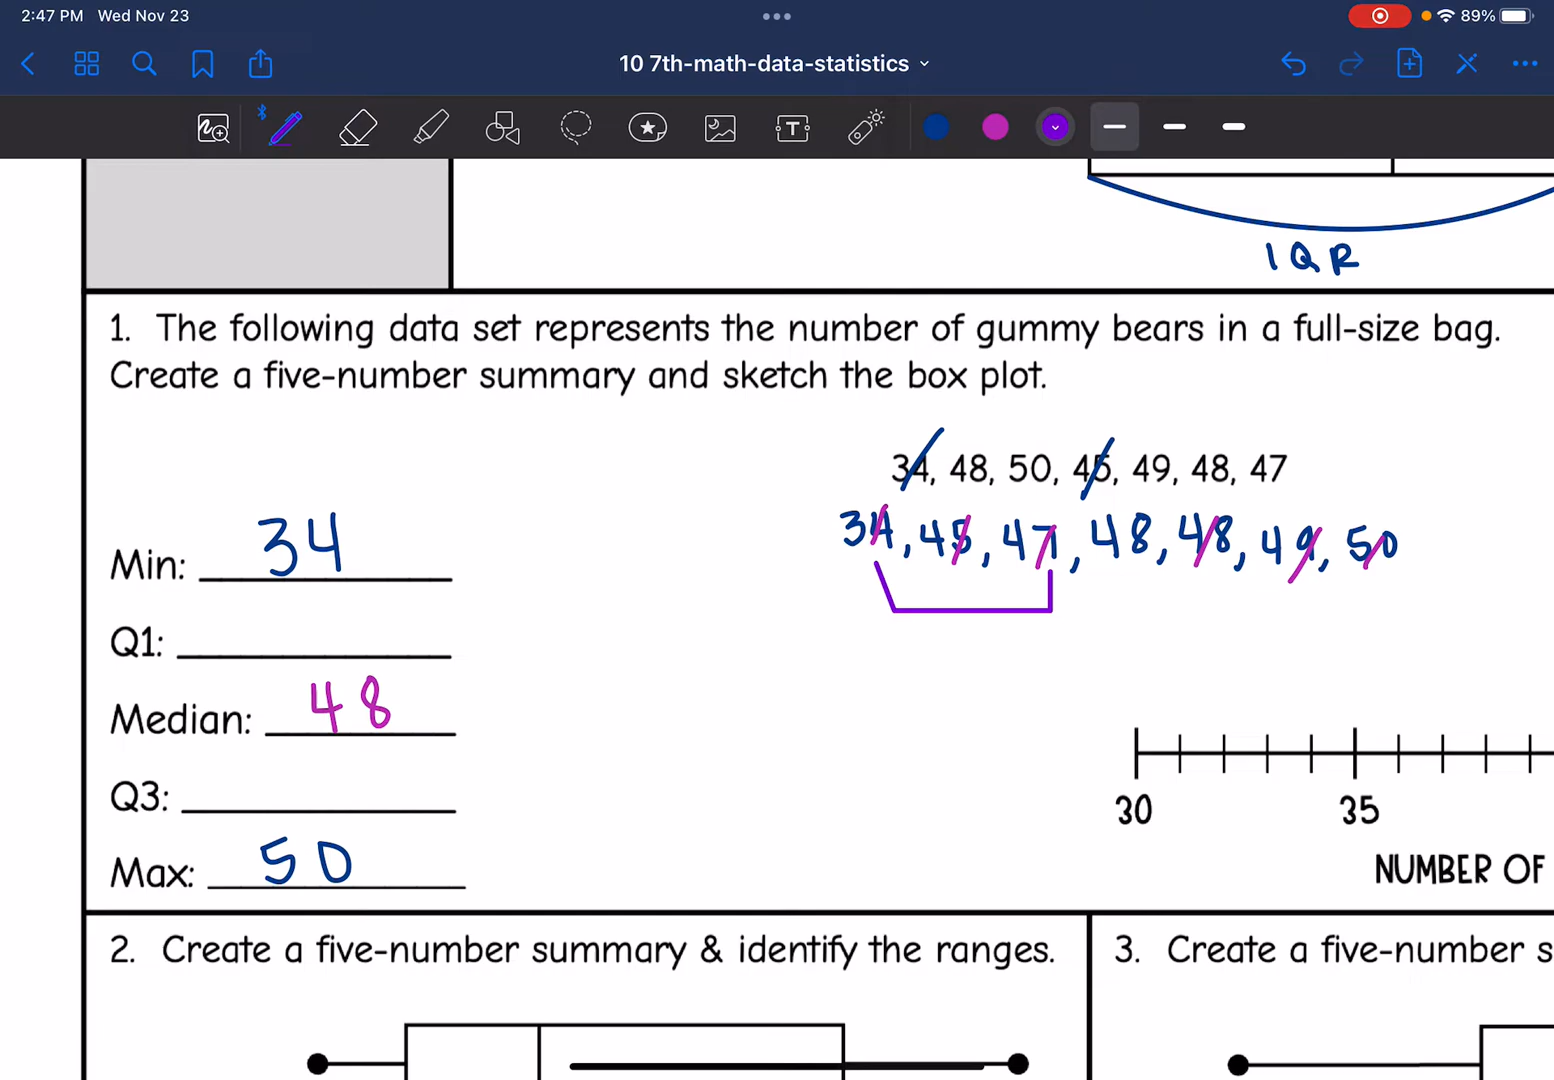 2:47 PM Wed Nov 23
89%
10 7th-math-data-statistics
T
IQR
1. The following data set represents the number of gummy bears in a full-size bag.
Create a five-number summary and sketch the box plot.
34, 48, 50, 45, 49, 48, 47
34, 45, 47, 48, 48, 49, 50
Min: 34
Q1:
Median: 48
Q3:
Max: 50
30 35
NUMBER OF
2. Create a five-number summary & identify the ranges.
3. Create a five-number s